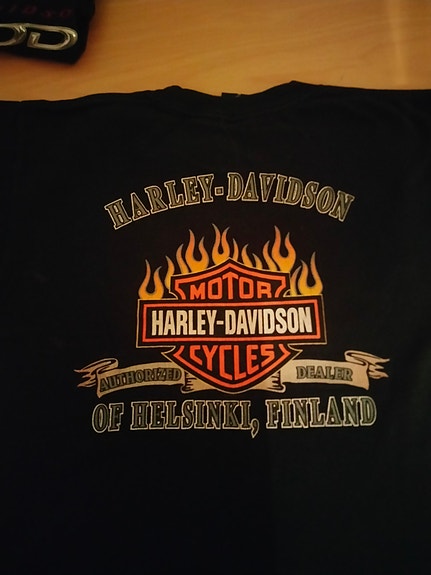 HARLEY-DAVIDSON
MOTOR
HARLEY-DAVIDSON
CYCLES
AUTHORIZED DEALER
OF HELSINKI, FINLAND